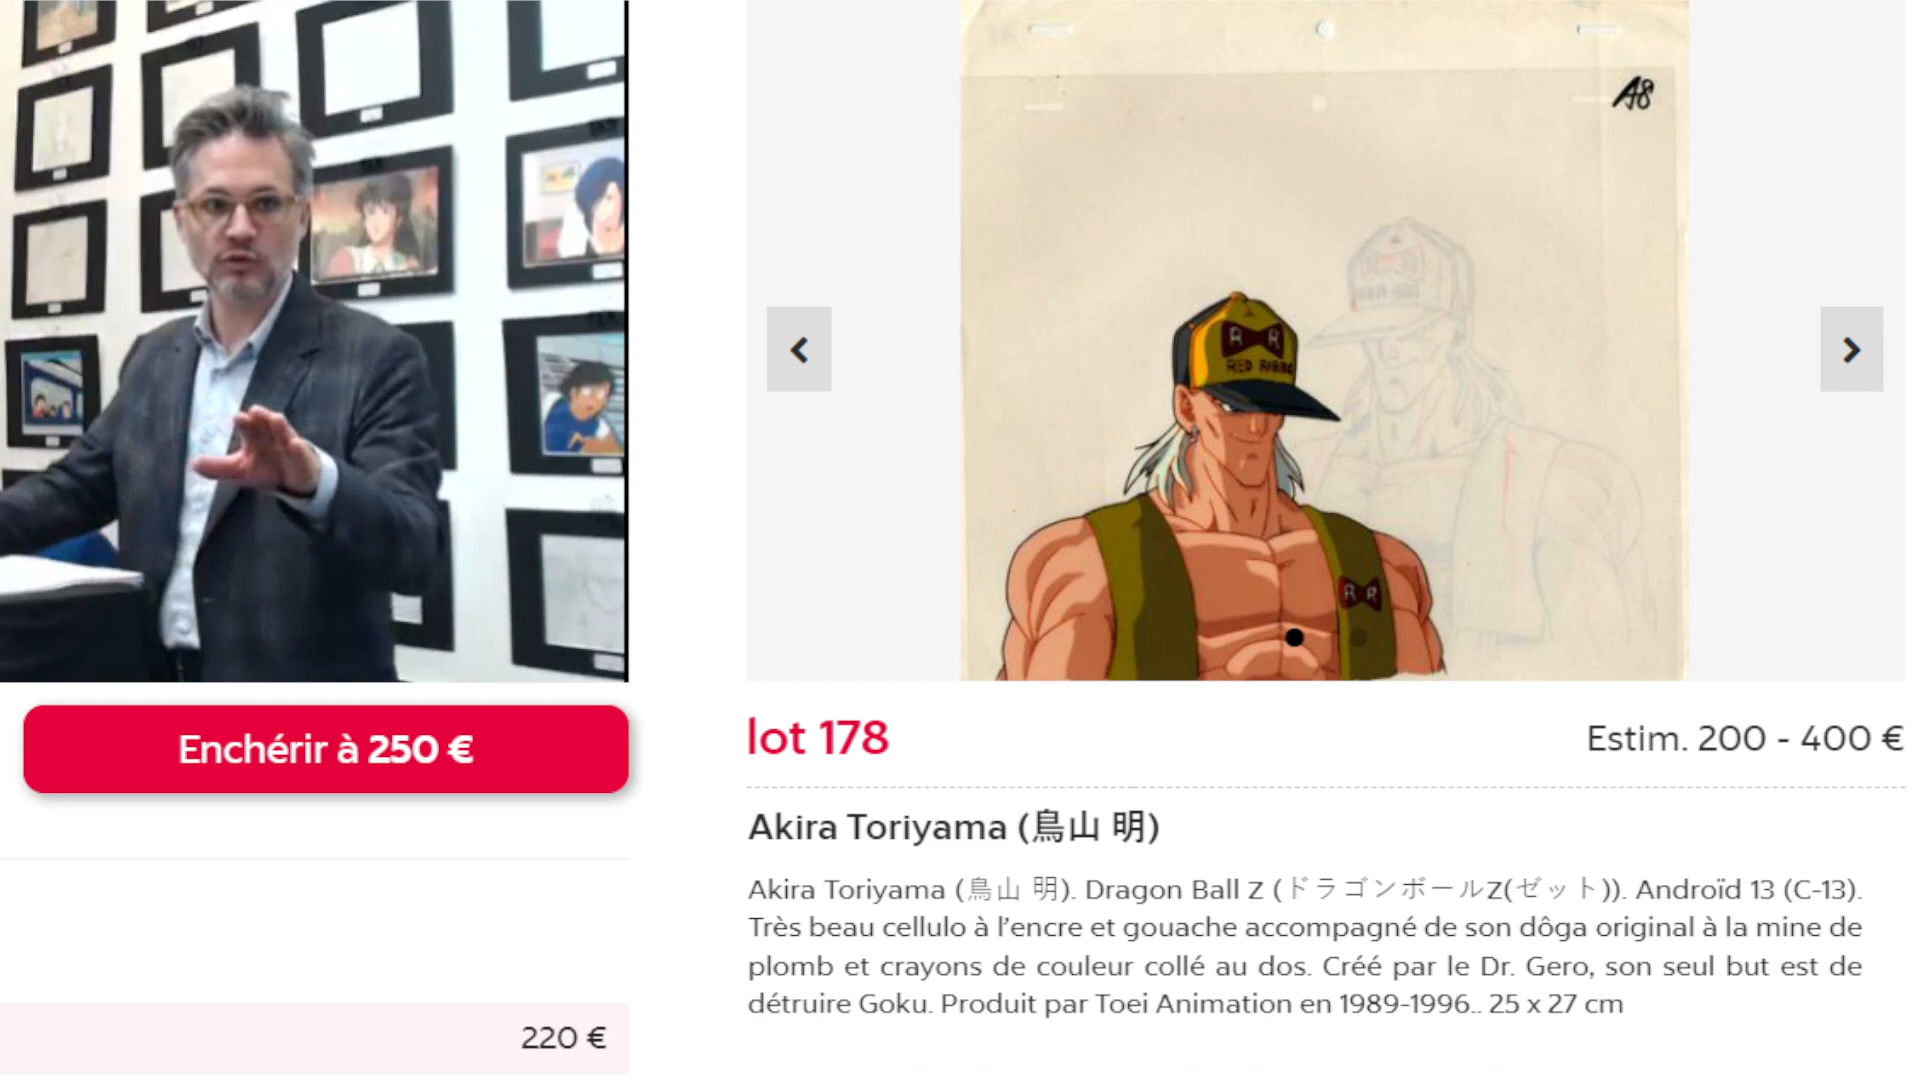 A8
R R
RED RIBBO
R R
Enchérir à 250 €
220 €
lot 178
Estim. 200 - 400 €
Akira Toriyama (鳥山 明)
Akira Toriyama (鳥山 明). Dragon Ball Z (ドラゴンボールZ(ゼット)). Androïd 13 (C-13).
Très beau cellulo à l’encre et gouache accompagné de son dôga original à la mine de
plomb et crayons de couleur collé au dos. Créé par le Dr. Gero, son seul but est de
détruire Goku. Produit par Toei Animation en 1989-1996.. 25 x 27 cm